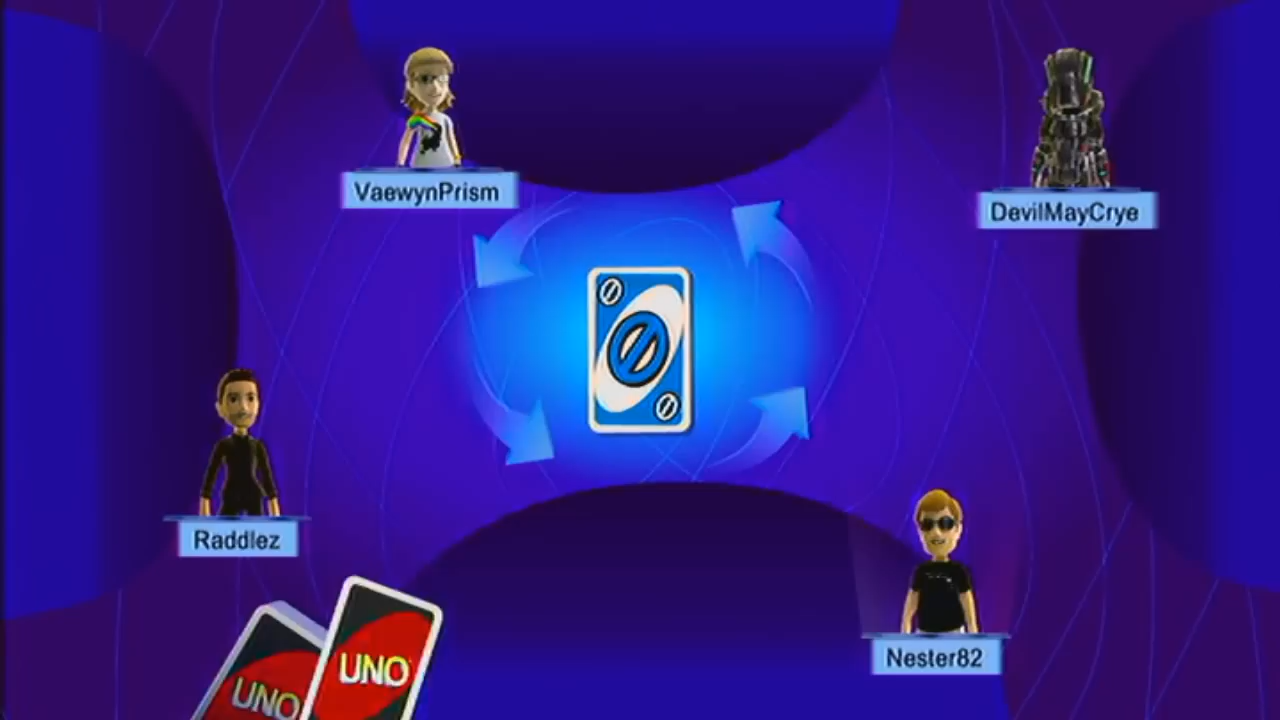 VaewynPrism
DevilMayCrye
Raddlez
Nester82
UNO
UNO